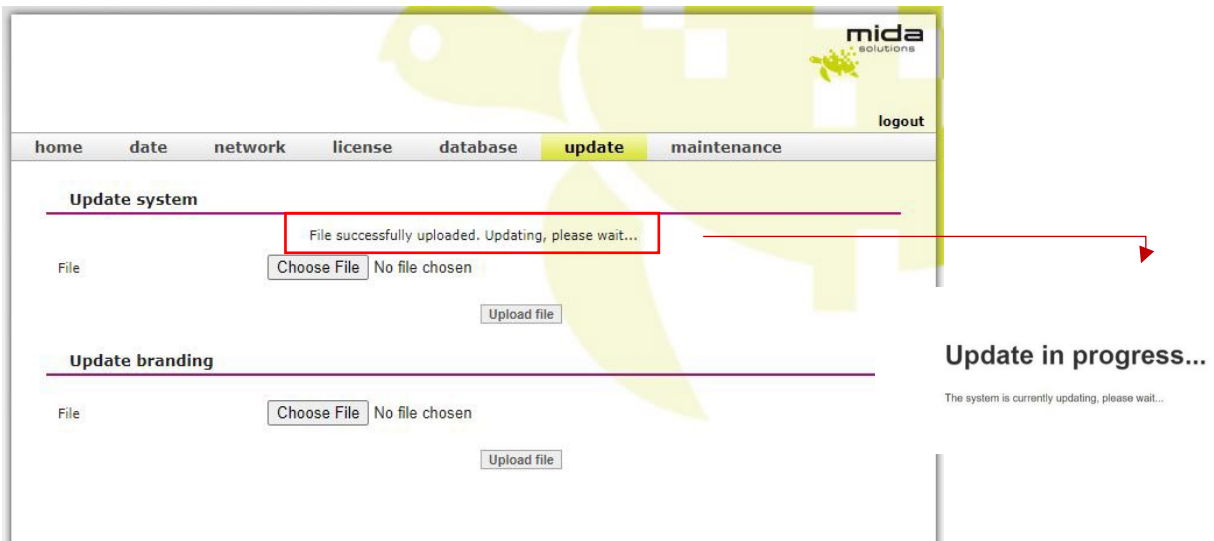 mida
solutions
logout
home date network license database update maintenance
Update system
File successfully uploaded. Updating, please wait...
File Choose File No file chosen
Upload file
Update branding
File Choose File No file chosen
Upload file
Update in progress...
The system is currently updating, please wait...